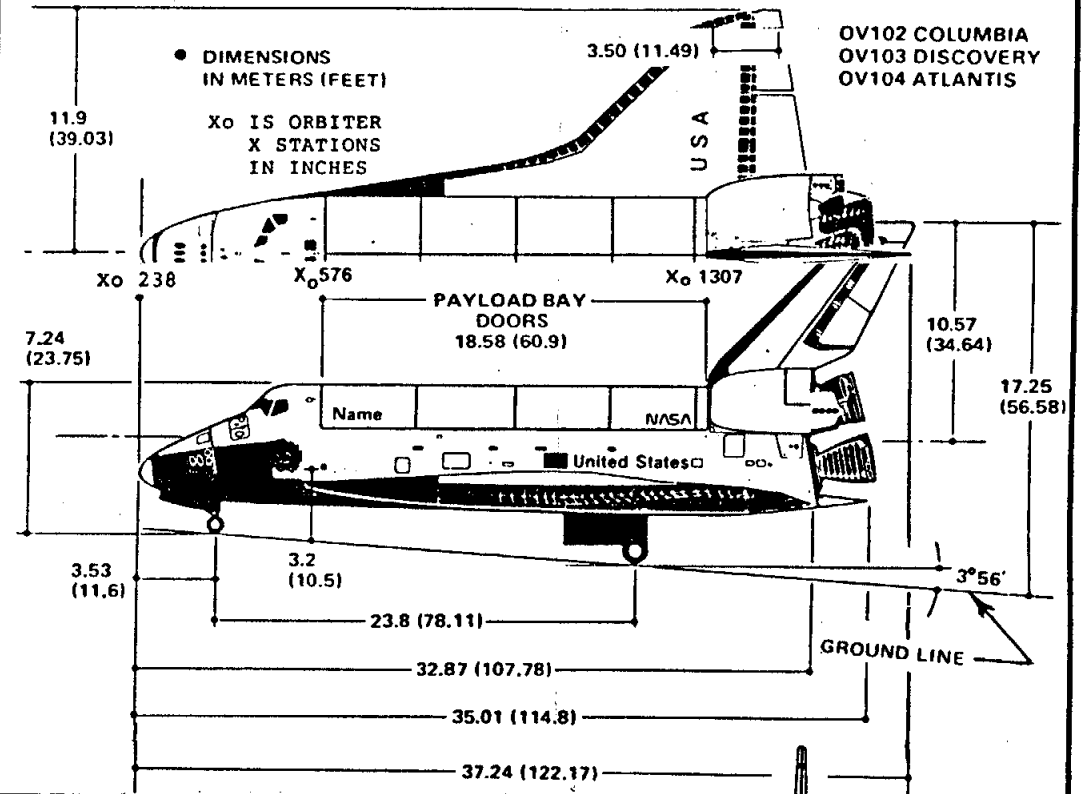 3.50 (11.49)
OV102 COLUMBIA
OV103 DISCOVERY
OV104 ATLANTIS
● DIMENSIONS
IN METERS (FEET)
11.9
(39.03)
Xo IS ORBITER
X STATIONS
IN INCHES
USA
Xo 238
Xo576
Xo 1307
PAYLOAD BAY
DOORS
18.58 (60.9)
7.24
(23.75)
10.57
(34.64)
17.25
(56.58)
Name
NASA
United States
3.53
(11.6)
3.2
(10.5)
3°56′
23.8 (78.11)
GROUND LINE
32.87 (107.78)
35.01 (114.8)
37.24 (122.17)